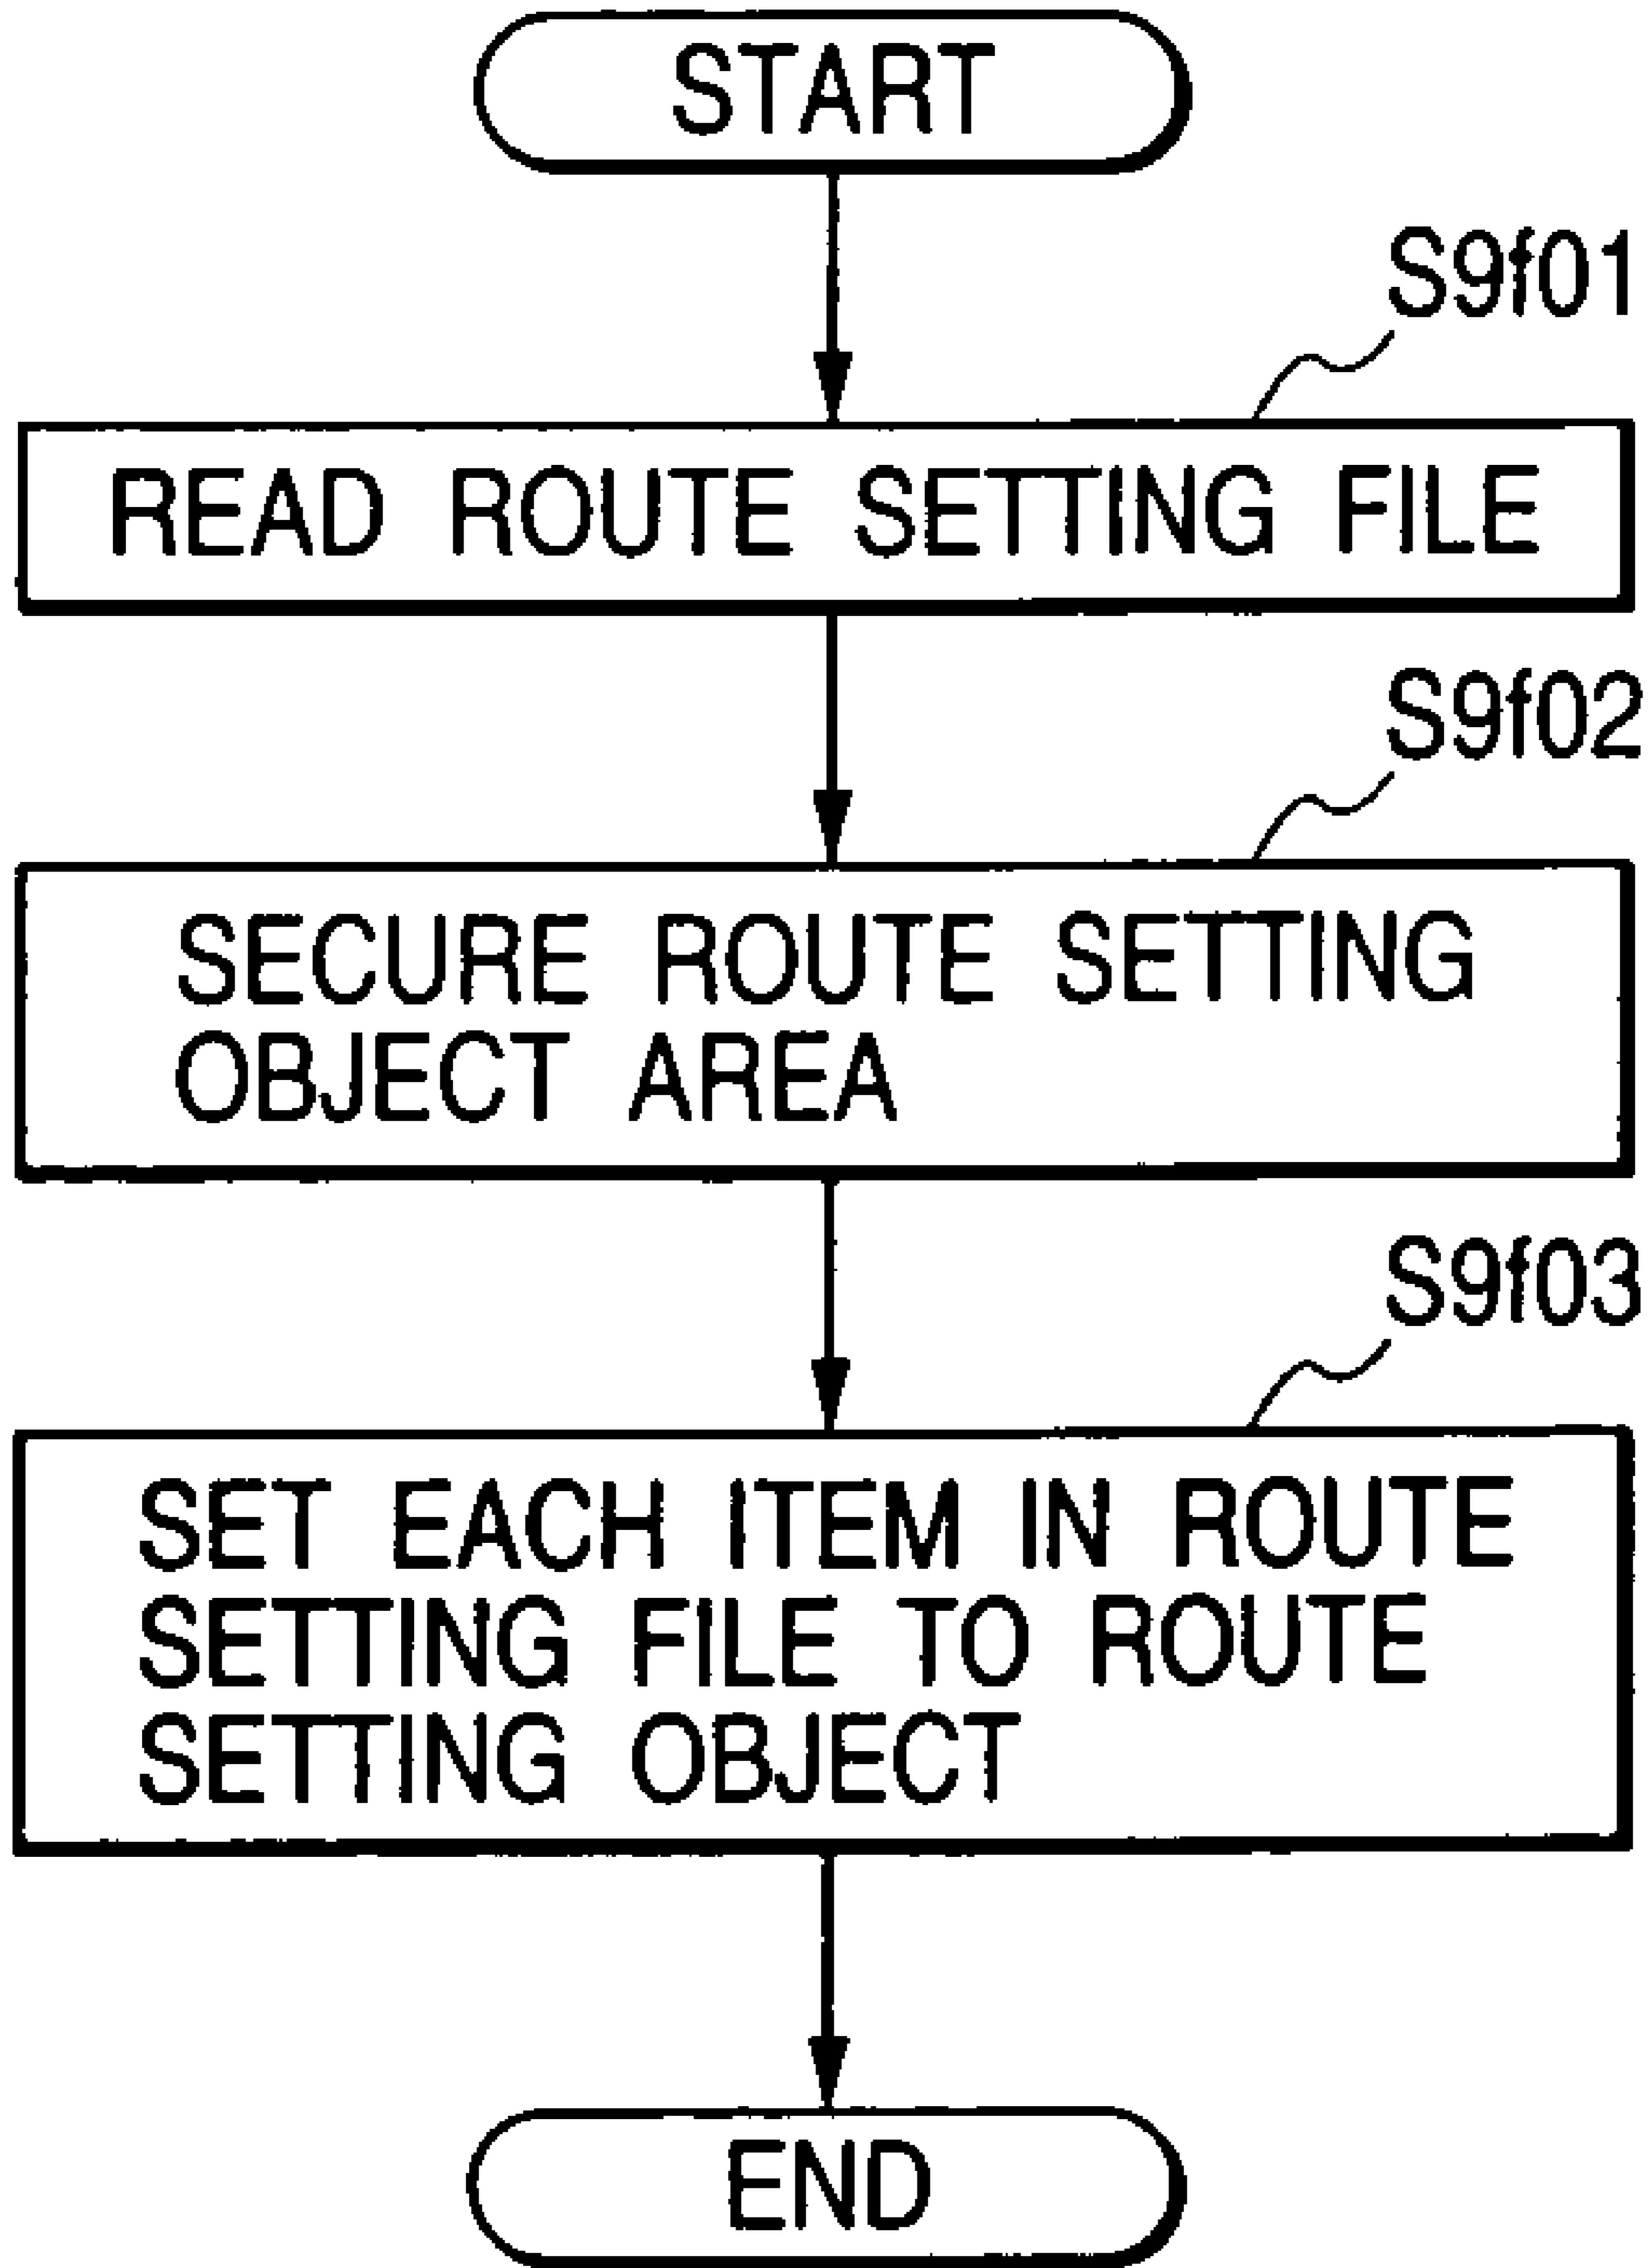 START
S9f01
READ ROUTE SETTING FILE
S9f02
SECURE ROUTE SETTING
OBJECT AREA
S9f03
SET EACH ITEM IN ROUTE
SETTING FILE TO ROUTE
SETTING OBJECT
END